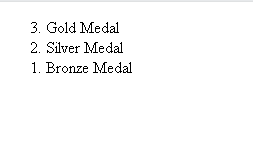 3. Gold Medal
2. Silver Medal
1. Bronze Medal